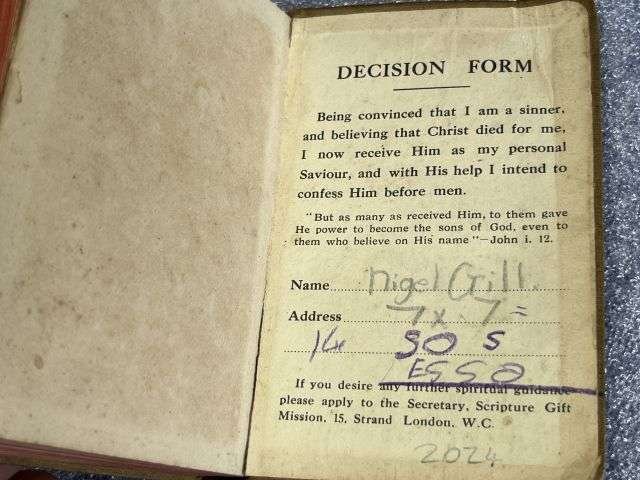 DECISION FORM
Being convinced that I am a sinner,
and believing that Christ died for me,
I now receive Him as my personal
Saviour, and with His help I intend to
confess Him before men.
"But as many as received Him, to them gave
He power to become the sons of God, even to
them who believe on His name"—John i. 12.
Name nigel Gill.
Address 7 x 7 =
14 SO S
ESSO
If you desire any further spiritual guidance
please apply to the Secretary, Scripture Gift
Mission, 15, Strand London, W.C.
2024